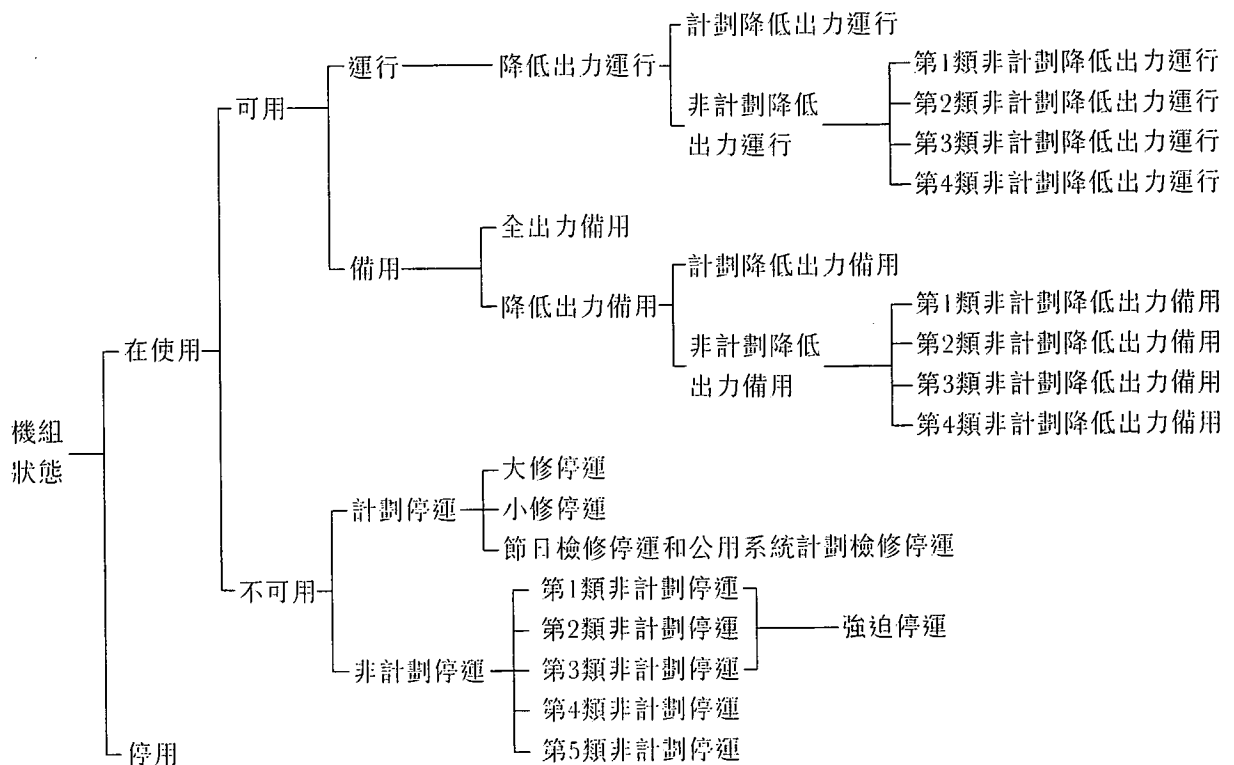 機組
狀態
在使用
可用
運行
降低出力運行
計劃降低出力運行
非計劃降低
出力運行
第1類非計劃降低出力運行
第2類非計劃降低出力運行
第3類非計劃降低出力運行
第4類非計劃降低出力運行
備用
全出力備用
降低出力備用
計劃降低出力備用
非計劃降低
出力備用
第1類非計劃降低出力備用
第2類非計劃降低出力備用
第3類非計劃降低出力備用
第4類非計劃降低出力備用
不可用
計劃停運
大修停運
小修停運
節日檢修停運和公用系統計劃檢修停運
非計劃停運
第1類非計劃停運
第2類非計劃停運
第3類非計劃停運
第4類非計劃停運
第5類非計劃停運
強迫停運
停用